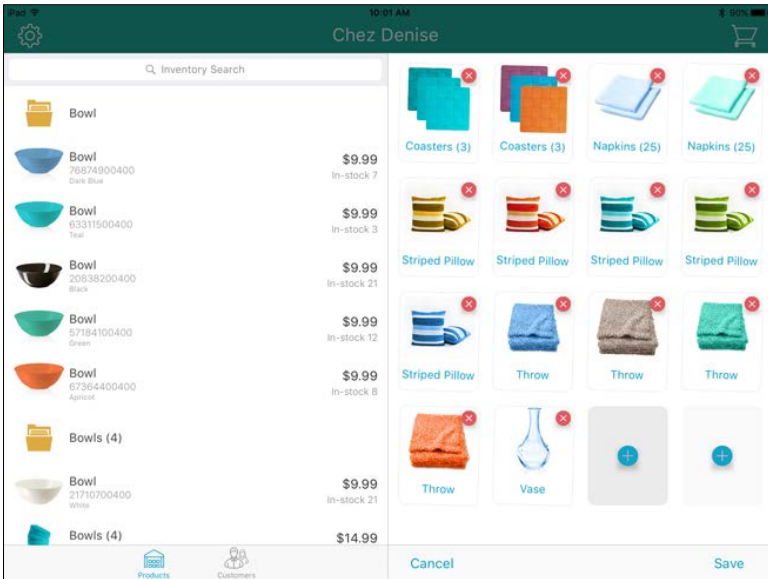 iPad
10:01 AM
90%
Chez Denise
Inventory Search
Bowl
Bowl
76874900400
Dark Blue
$9.99
In-stock 7
Bowl
63311500400
Teal
$9.99
In-stock 3
Bowl
20838200400
Black
$9.99
In-stock 21
Bowl
57184100400
Green
$9.99
In-stock 12
Bowl
67364400400
Apricot
$9.99
In-stock 8
Bowls (4)
Bowl
21710700400
White
$9.99
In-stock 21
Bowls (4)
$14.99
Products
Customers
Coasters (3)
Coasters (3)
Napkins (25)
Napkins (25)
Striped Pillow
Striped Pillow
Striped Pillow
Striped Pillow
Striped Pillow
Throw
Throw
Throw
Throw
Vase
Cancel
Save